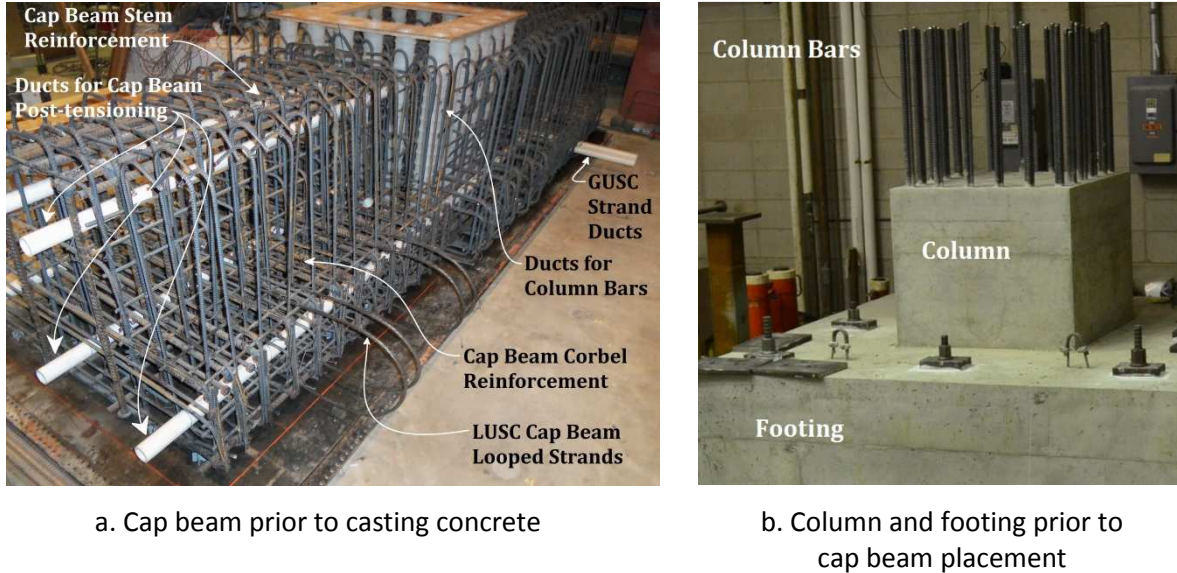 Cap Beam Stem
Reinforcement
Ducts for Cap Beam
Post-tensioning
GUSC
Strand
Ducts
Ducts for
Column Bars
Cap Beam Corbel
Reinforcement
LUSC Cap Beam
Looped Strands
Column Bars
Column
Footing
a. Cap beam prior to casting concrete
b. Column and footing prior to
cap beam placement